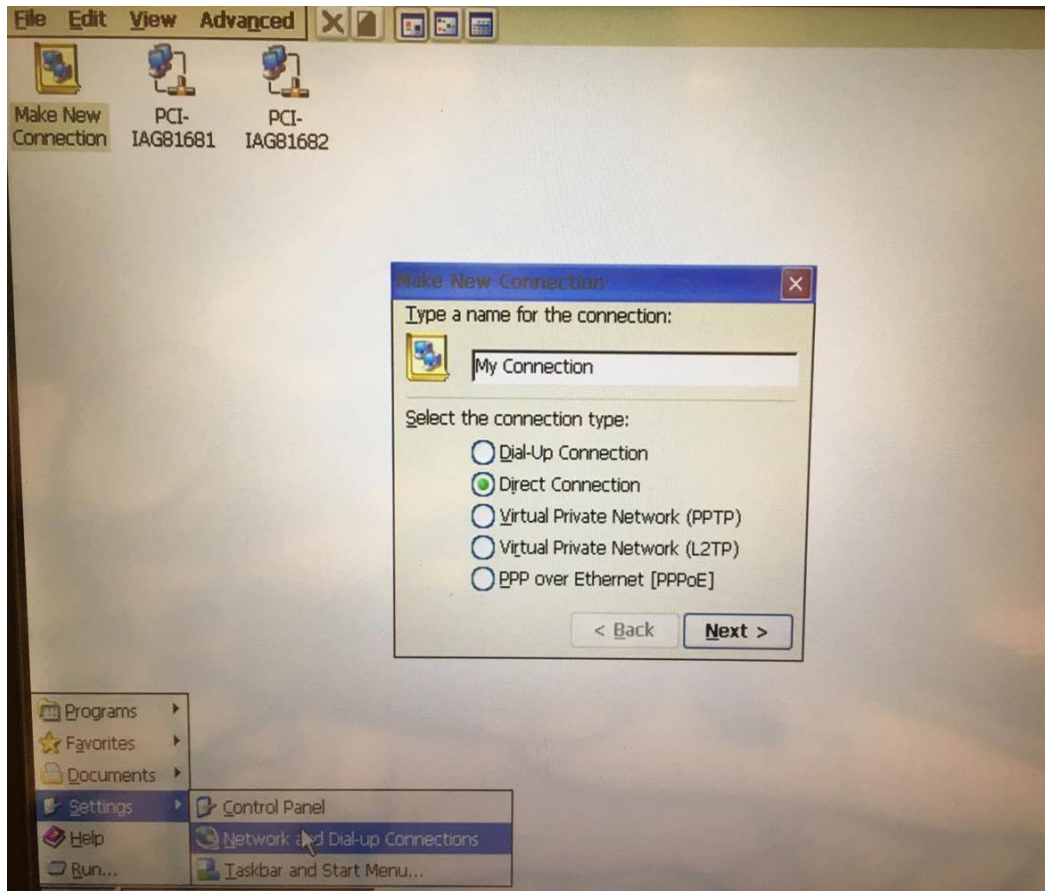 File Edit View Advanced
Make New
Connection
PCI-
IAG81681
PCI-
IAG81682
Make New Connection
Type a name for the connection:
My Connection
Select the connection type:
Dial-Up Connection
Direct Connection
Virtual Private Network (PPTP)
Virtual Private Network (L2TP)
PPP over Ethernet [PPPoE]
< Back Next >
Programs
Favorites
Documents
Settings
Help
Run...
Control Panel
Network and Dial-up Connections
Taskbar and Start Menu...